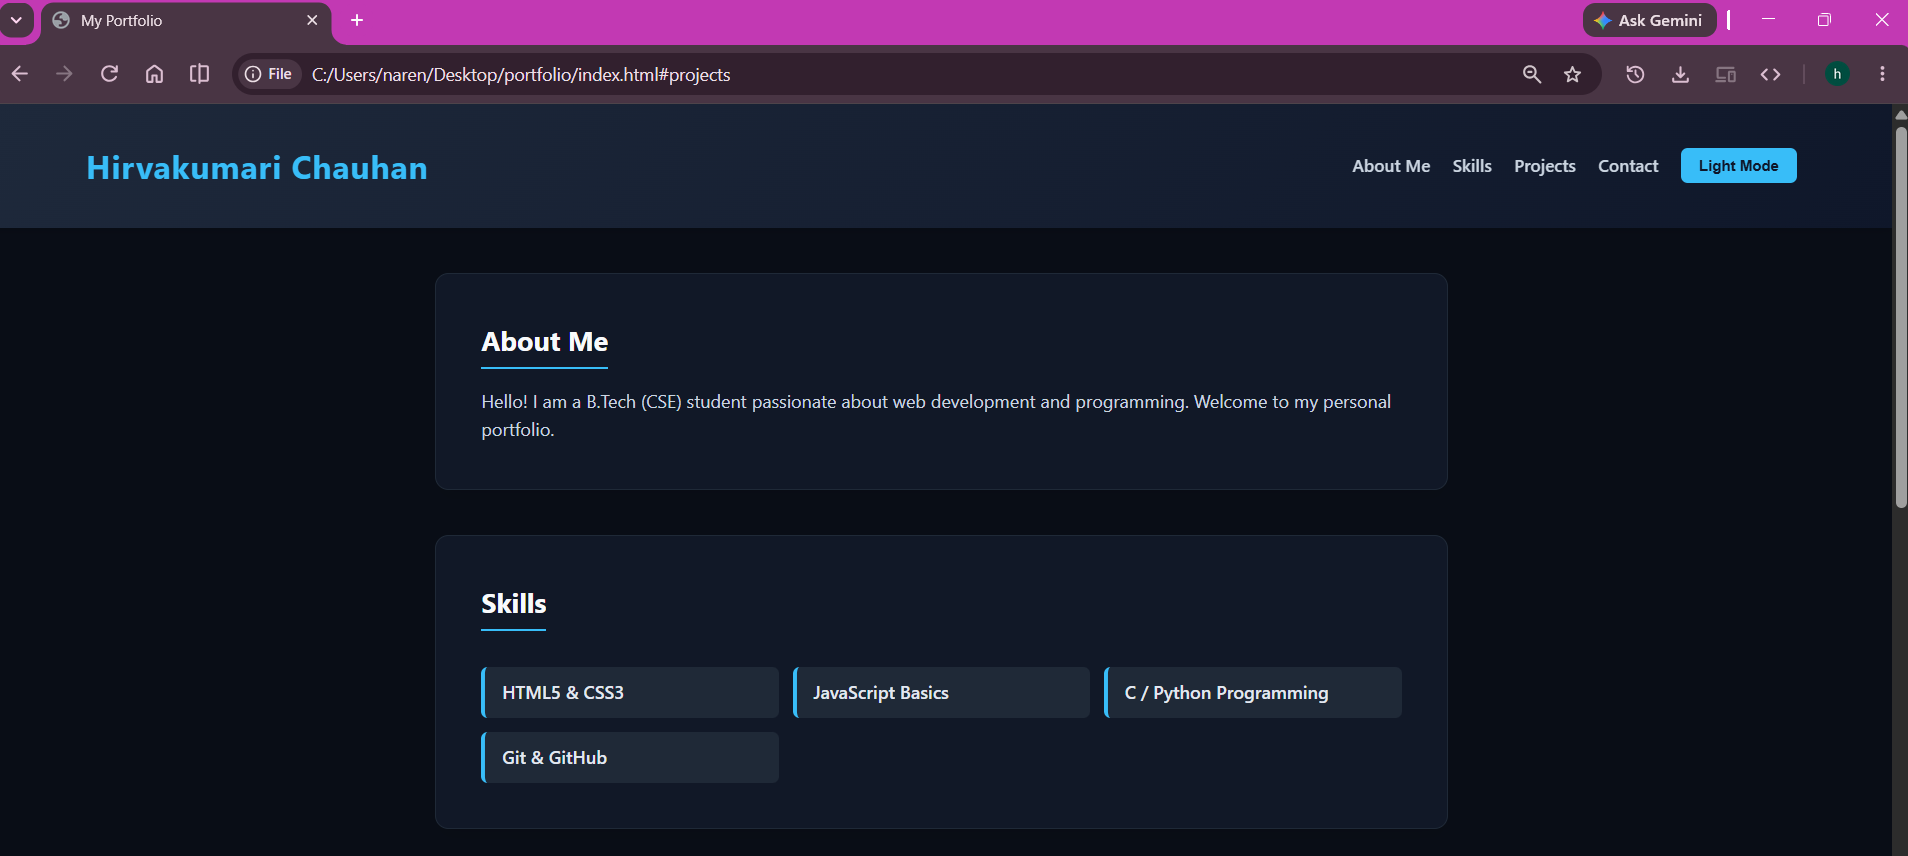 My Portfolio
Ask Gemini
File
C:/Users/naren/Desktop/portfolio/index.html#projects
h
Hirvakumari Chauhan
About Me
Skills
Projects
Contact
Light Mode
About Me
Hello! I am a B.Tech (CSE) student passionate about web development and programming. Welcome to my personal
portfolio.
Skills
HTML5 & CSS3
JavaScript Basics
C / Python Programming
Git & GitHub